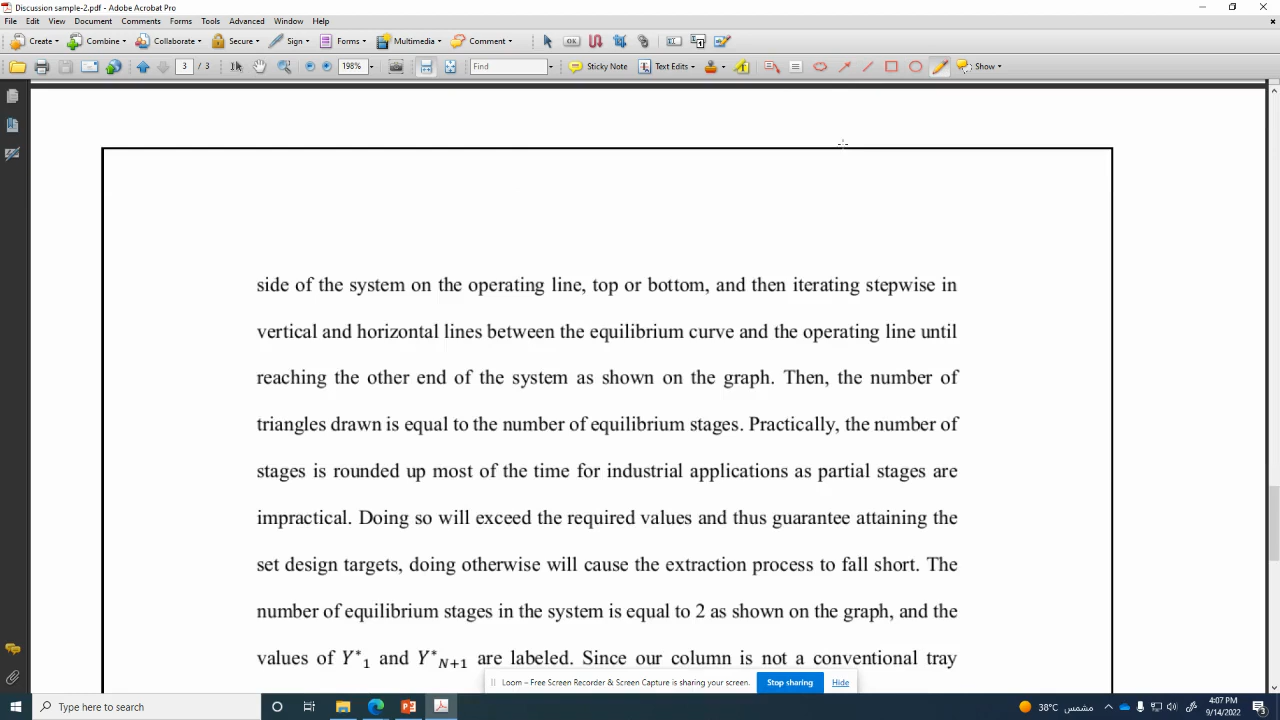 Discussion sample-2.pdf - Adobe Acrobat Pro
File Edit View Document Comments Forms Tools Advanced Window Help
Create Combine Collaborate Secure Sign Forms Multimedia Comment
3 / 3 198% Find Sticky Note Text Edits Show
side of the system on the operating line, top or bottom, and then iterating stepwise in
vertical and horizontal lines between the equilibrium curve and the operating line until
reaching the other end of the system as shown on the graph. Then, the number of
triangles drawn is equal to the number of equilibrium stages. Practically, the number of
stages is rounded up most of the time for industrial applications as partial stages are
impractical. Doing so will exceed the required values and thus guarantee attaining the
set design targets, doing otherwise will cause the extraction process to fall short. The
number of equilibrium stages in the system is equal to 2 as shown on the graph, and the
values of Y*₁ and Y*_{N+1} are labeled. Since our column is not a conventional tray
Loom – Free Screen Recorder & Screen Capture is sharing your screen. Stop sharing Hide
Type here to search
38°C مشمس
4:07 PM
9/14/2022